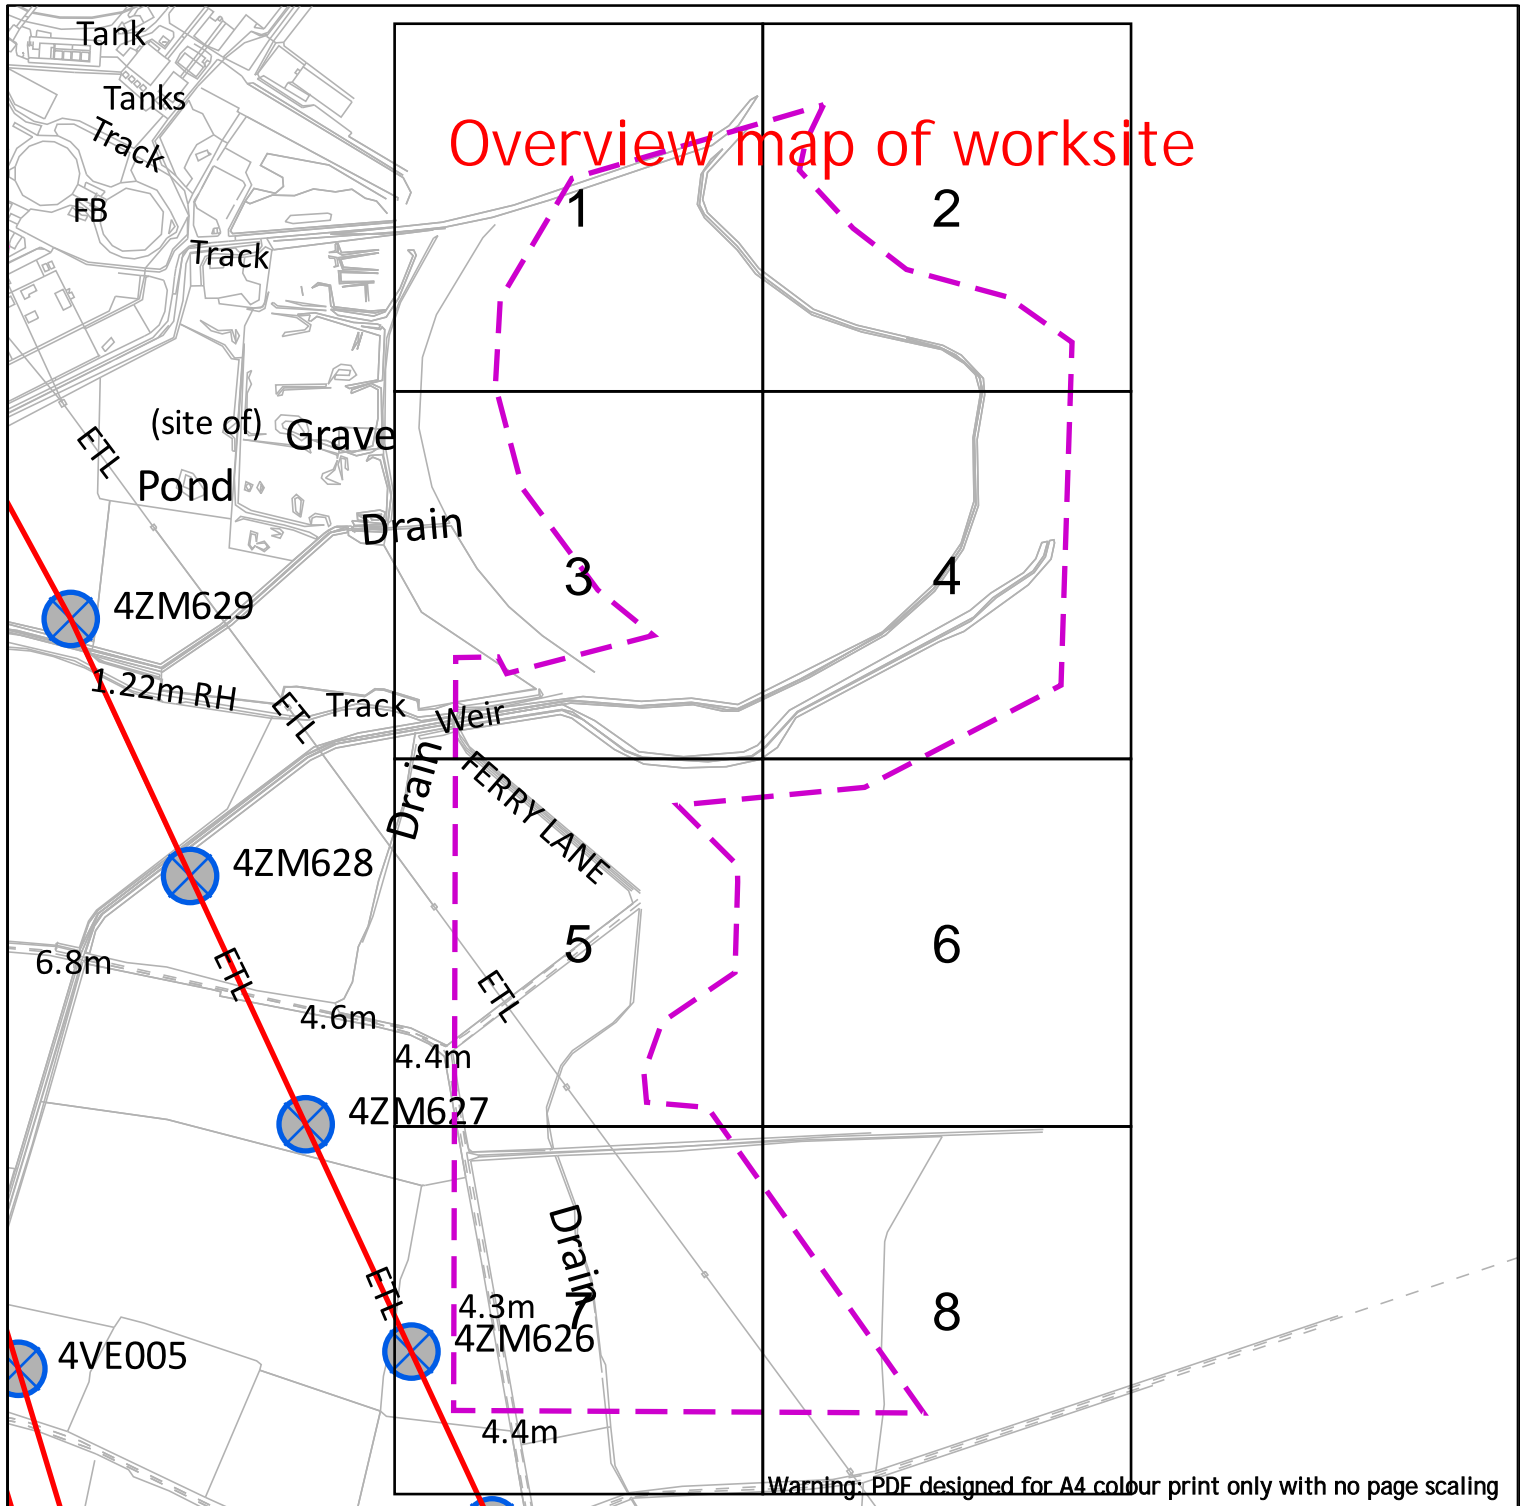 Tank
Tanks
Track
Overview map of worksite
FB
1
2
Track
(site of)
Grave
ETL
Pond
Drain
3
4
4ZM629
1.22m RH
ETL
Track
Weir
Drain
FERRY LANE
4ZM628
5
6
6.8m
ETL
ETL
4.6m
4.4m
4ZM627
Drain
ETL
4.3m
7
8
4ZM626
4VE005
4.4m
Warning: PDF designed for A4 colour print only with no page scaling